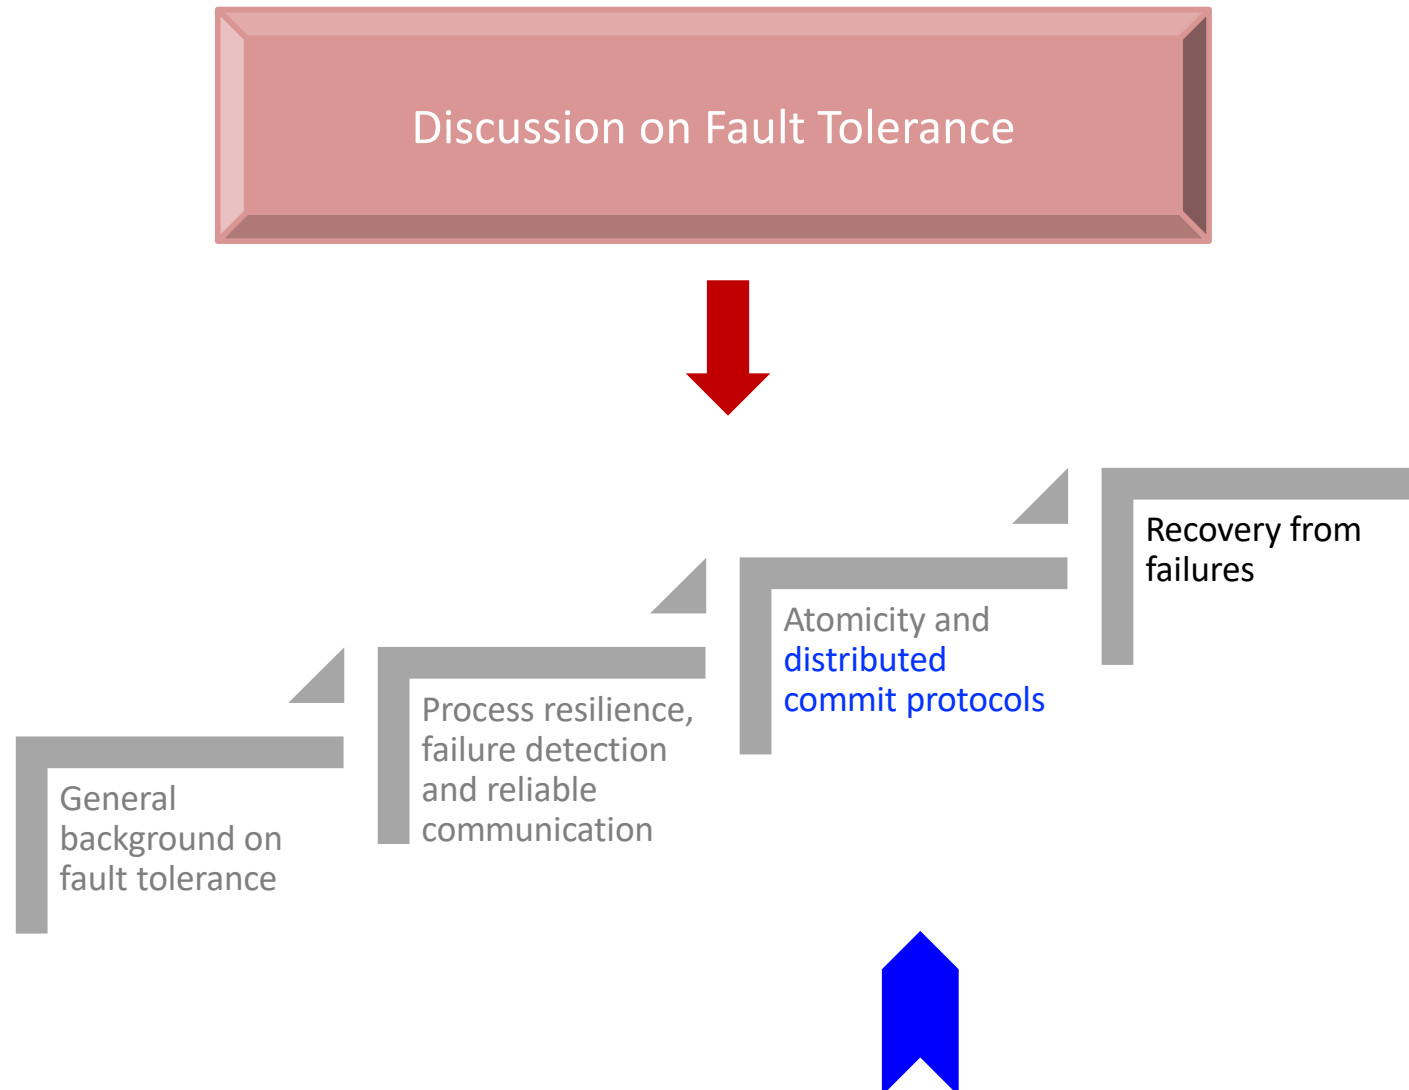 Discussion on Fault Tolerance
General
background on
fault tolerance
Process resilience,
failure detection
and reliable
communication
Atomicity and
distributed
commit protocols
Recovery from
failures